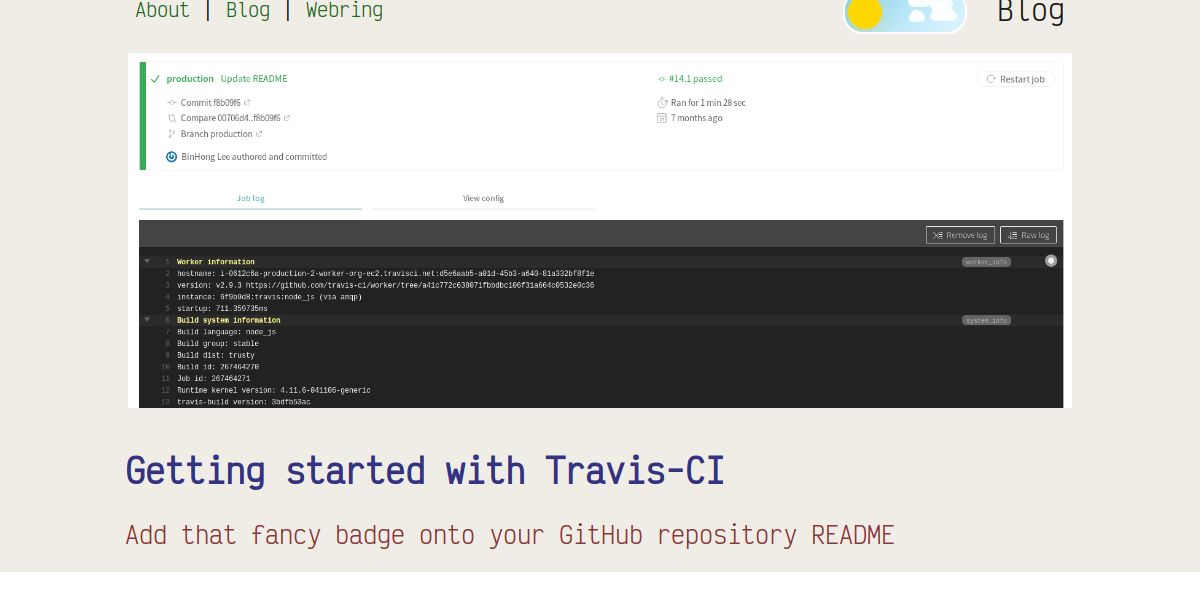 About | Blog | Webring
Blog
production Update README
#14.1 passed
Restart job
Commit f8b09f6
Ran for 1 min 28 sec
Compare 00706d4..f8b09f6
7 months ago
Branch production
BinHong Lee authored and committed
Job log
View config
Remove log
Raw log
1 Worker information
worker_info
2 hostname: i-0612c6a-production-2-worker-org-ec2.travisci.net:d5e6aab5-a01d-45b3-a640-81a332bf8f1e
3 version: v2.9.3 https://github.com/travis-ci/worker/tree/a41c772c638071fbbdbc106f31a664c0532e0c36
4 instance: 6f9b9d8:travis:node_js (via amqp)
5 startup: 711.359735ms
6 Build system information
system_info
7 Build language: node_js
8 Build group: stable
9 Build dist: trusty
10 Build id: 267464270
11 Job id: 267464271
12 Runtime kernel version: 4.11.6-041106-generic
13 travis-build version: 3bdfb53ac
Getting started with Travis-CI
Add that fancy badge onto your GitHub repository README